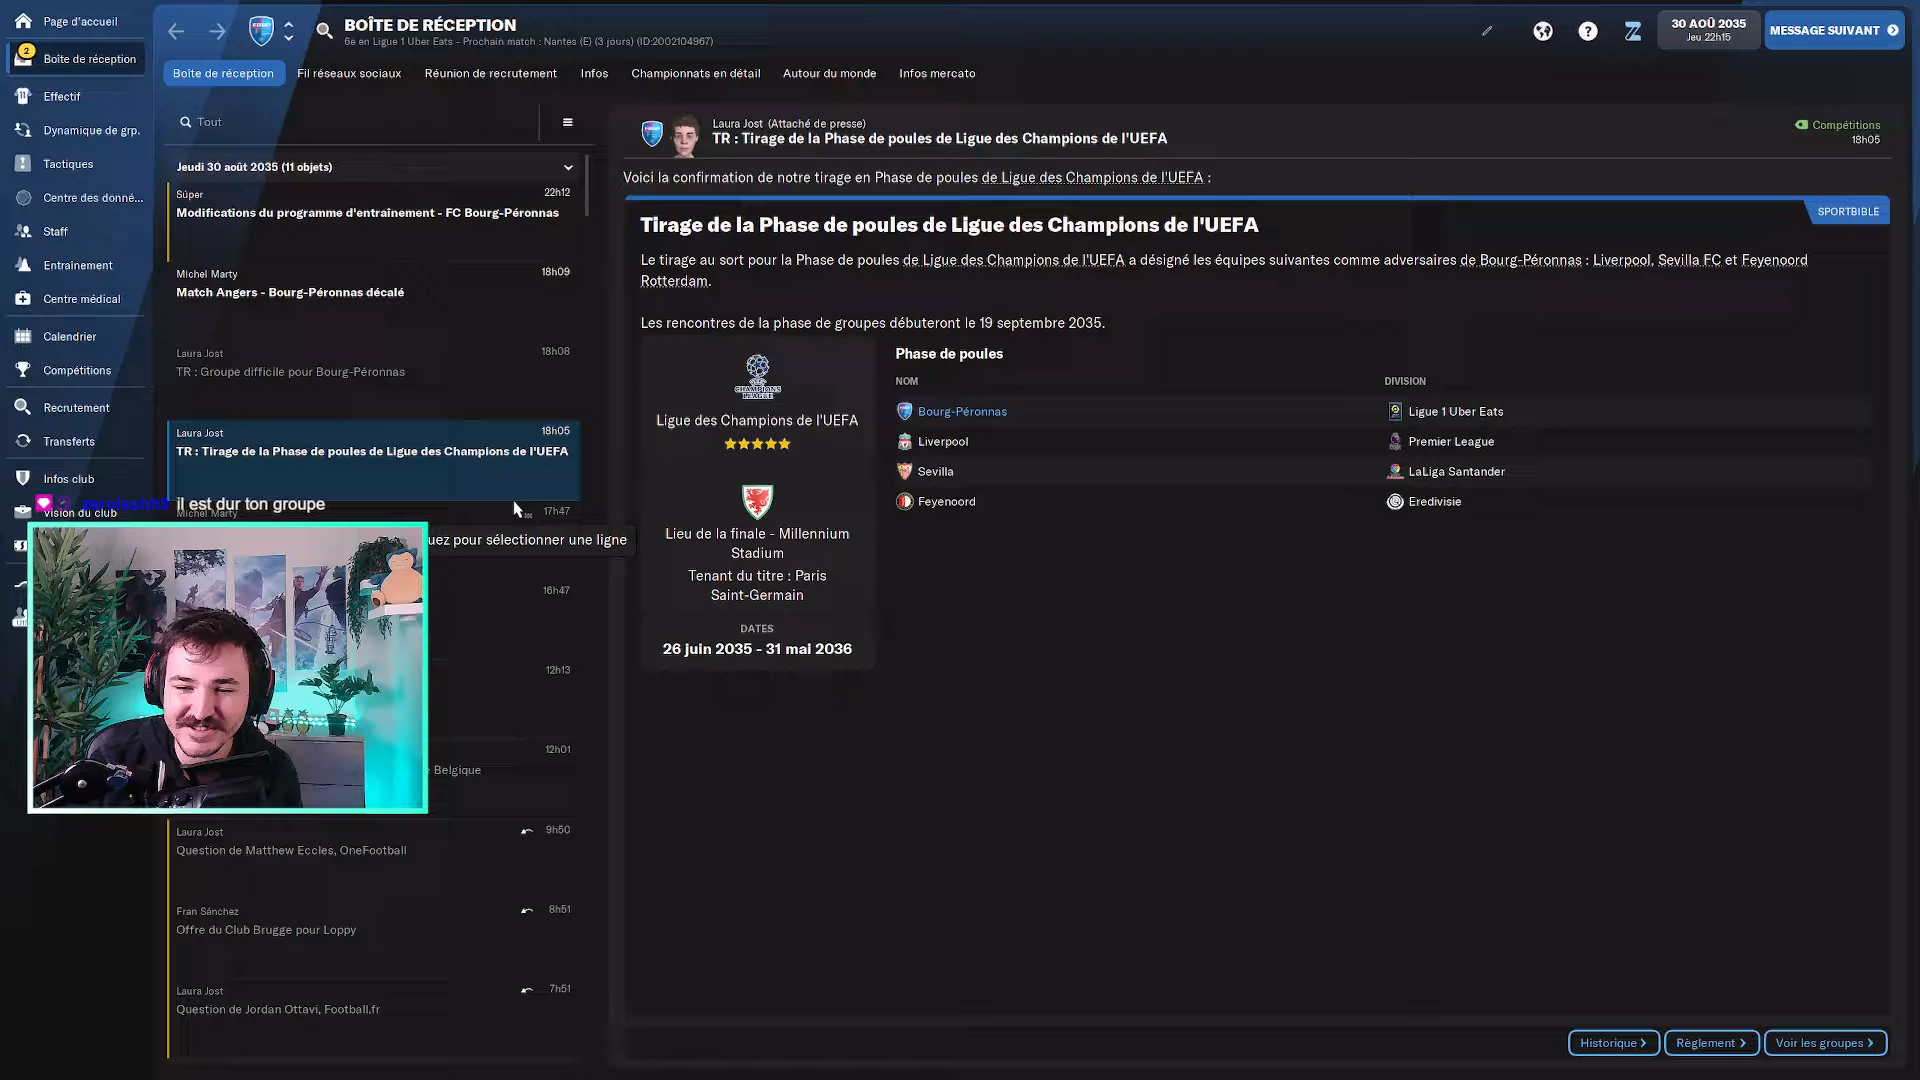 Page d'accueil
2
Boîte de réception
Effectif
Dynamique de grp.
Tactiques
Centre des donné...
Staff
Entraînement
Centre médical
Calendrier
Compétitions
Recrutement
Transferts
Infos club
Vision du club
BOÎTE DE RÉCEPTION
6e en Ligue 1 Uber Eats - Prochain match : Nantes (E) (3 jours) (ID:2002104967)
30 AOÛ 2035
Jeu 22h15
MESSAGE SUIVANT
Boîte de réception
Fil réseaux sociaux
Réunion de recrutement
Infos
Championnats en détail
Autour du monde
Infos mercato
Tout
Jeudi 30 août 2035 (11 objets)
Súper
22h12
Modifications du programme d'entraînement - FC Bourg-Péronnas
Michel Marty
18h09
Match Angers - Bourg-Péronnas décalé
Laura Jost
18h08
TR : Groupe difficile pour Bourg-Péronnas
Laura Jost
18h05
TR : Tirage de la Phase de poules de Ligue des Champions de l'UEFA
il est dur ton groupe
Michel Marty
17h47
uez pour sélectionner une ligne
16h47
12h13
12h01
Belgique
Laura Jost
9h50
Question de Matthew Eccles, OneFootball
Fran Sánchez
8h51
Offre du Club Brugge pour Loppy
Laura Jost
7h51
Question de Jordan Ottavi, Football.fr
Laura Jost (Attaché de presse)
TR : Tirage de la Phase de poules de Ligue des Champions de l'UEFA
Compétitions
18h05
Voici la confirmation de notre tirage en Phase de poules de Ligue des Champions de l'UEFA :
SPORTBIBLE
Tirage de la Phase de poules de Ligue des Champions de l'UEFA
Le tirage au sort pour la Phase de poules de Ligue des Champions de l'UEFA a désigné les équipes suivantes comme adversaires de Bourg-Péronnas : Liverpool, Sevilla FC et Feyenoord
Rotterdam.
Les rencontres de la phase de groupes débuteront le 19 septembre 2035.
CHAMPIONS
LEAGUE
Ligue des Champions de l'UEFA
Lieu de la finale - Millennium
Stadium
Tenant du titre : Paris
Saint-Germain
DATES
26 juin 2035 - 31 mai 2036
Phase de poules
NOM
DIVISION
Bourg-Péronnas
Ligue 1 Uber Eats
Liverpool
Premier League
Sevilla
LaLiga Santander
Feyenoord
Eredivisie
Historique
Règlement
Voir les groupes